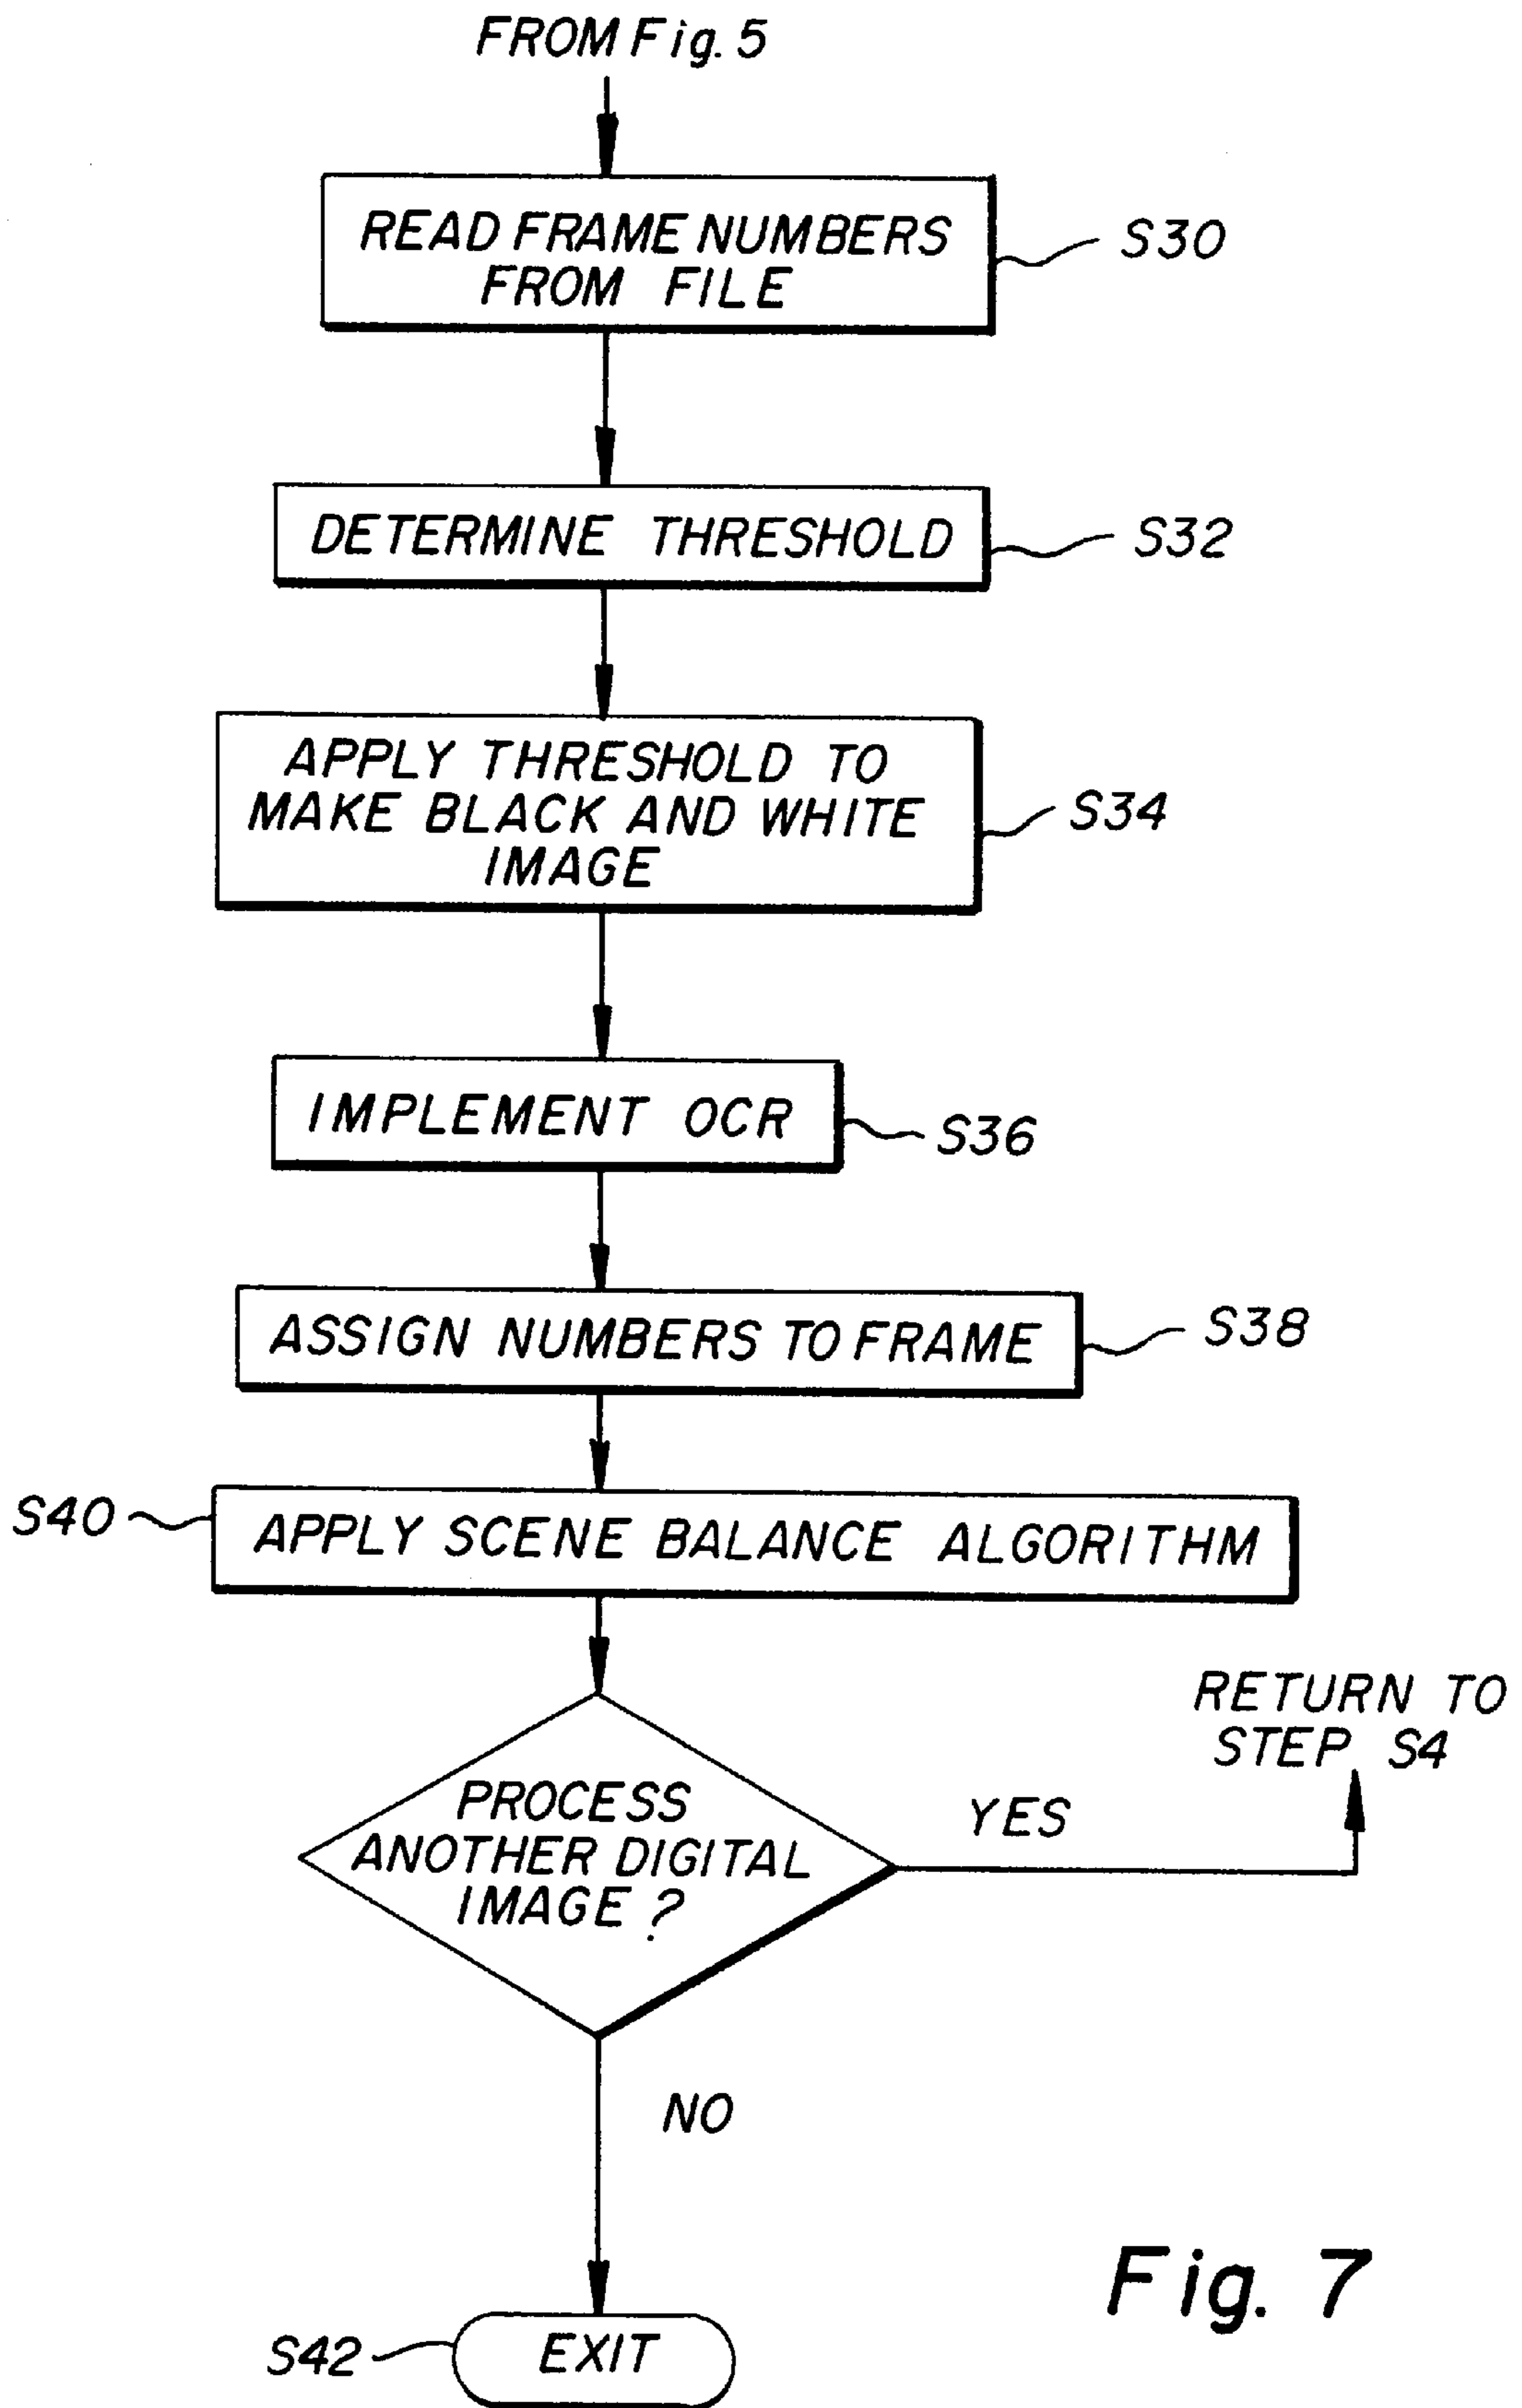 FROM Fig. 5
READ FRAME NUMBERS
FROM FILE
S30
DETERMINE THRESHOLD
S32
APPLY THRESHOLD TO
MAKE BLACK AND WHITE
IMAGE
S34
IMPLEMENT OCR
S36
ASSIGN NUMBERS TO FRAME
S38
S40
APPLY SCENE BALANCE ALGORITHM
PROCESS
ANOTHER DIGITAL
IMAGE?
YES
RETURN TO
STEP S4
NO
S42
EXIT
Fig. 7